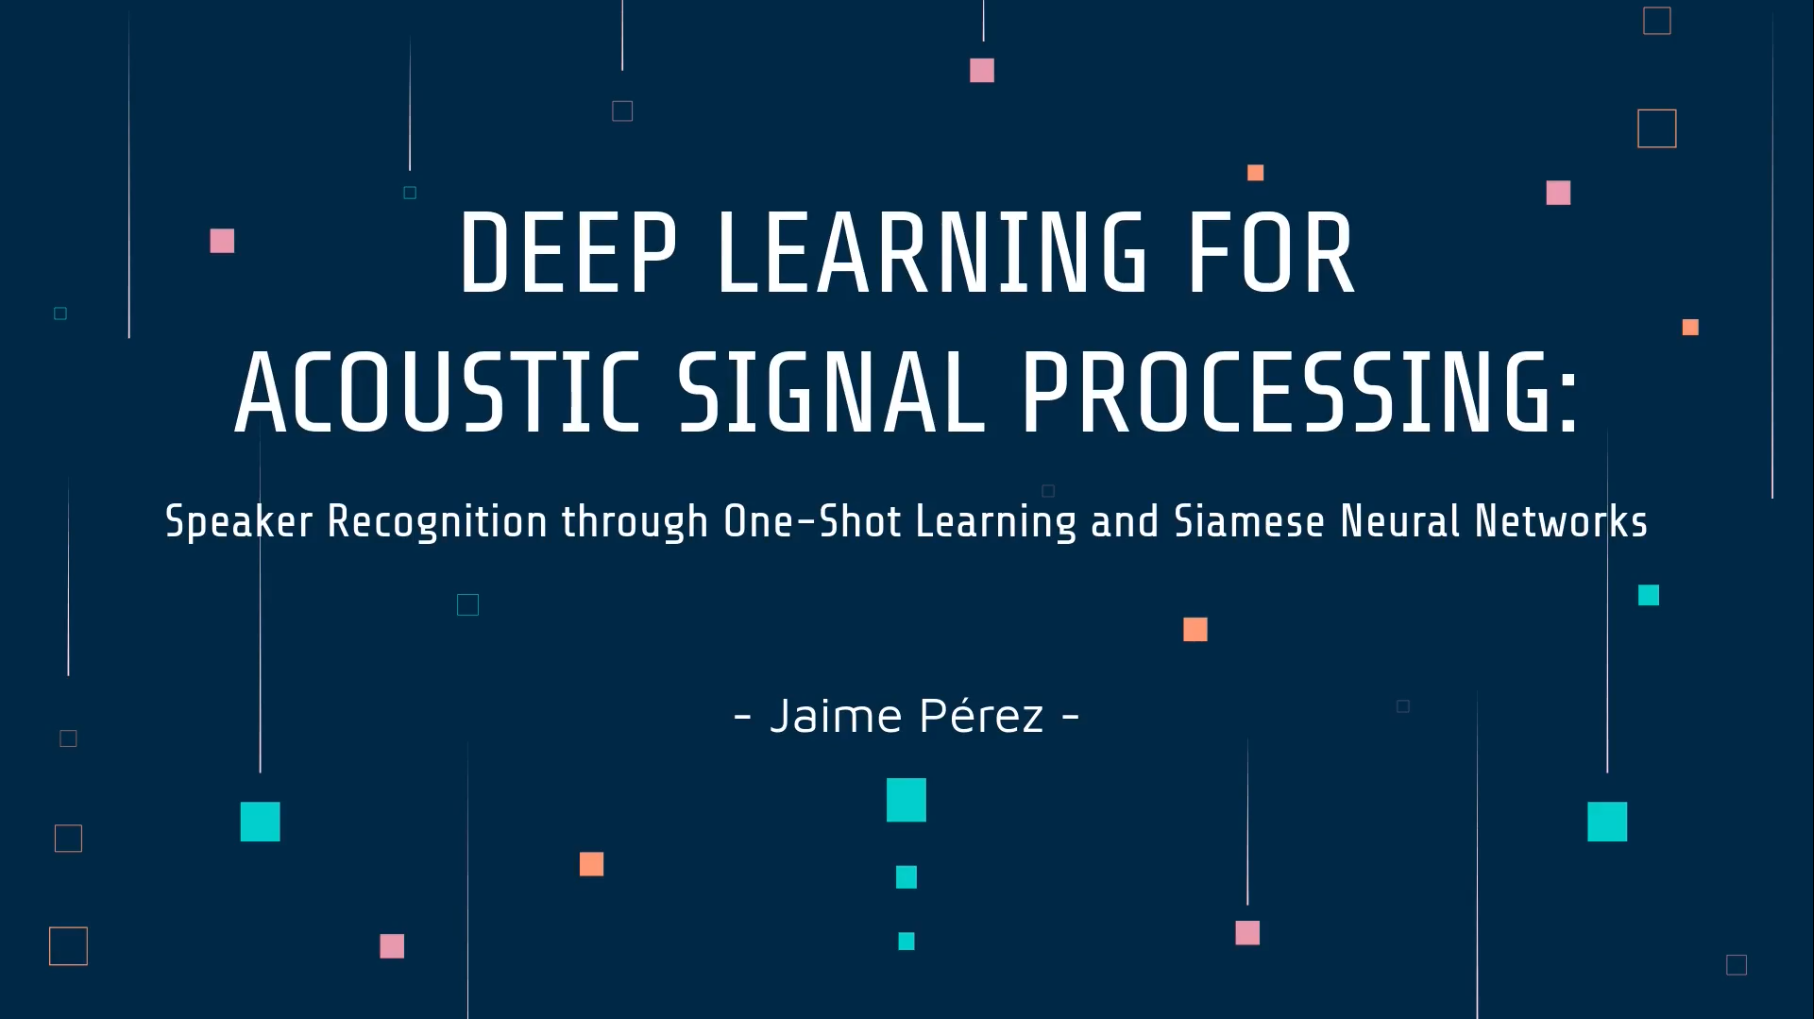 DEEP LEARNING FOR
ACOUSTIC SIGNAL PROCESSING:
Speaker Recognition through One-Shot Learning and Siamese Neural Networks
- Jaime Pérez -